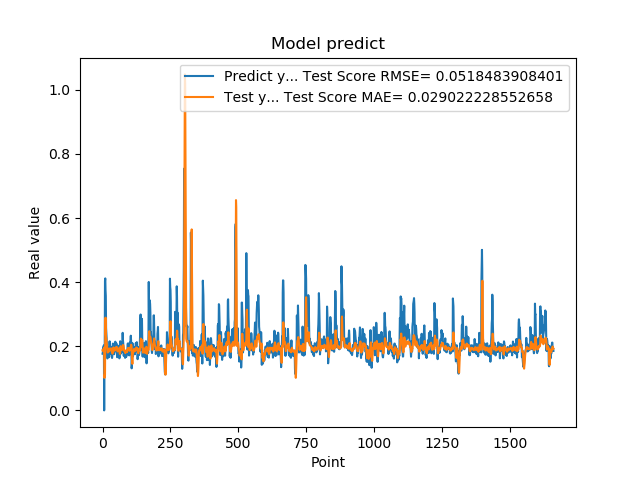 Model predict
Predict y... Test Score RMSE= 0.0518483908401
Test y... Test Score MAE= 0.029022228552658
Real value
1.0
0.8
0.6
0.4
0.2
0.0
0 250 500 750 1000 1250 1500
Point